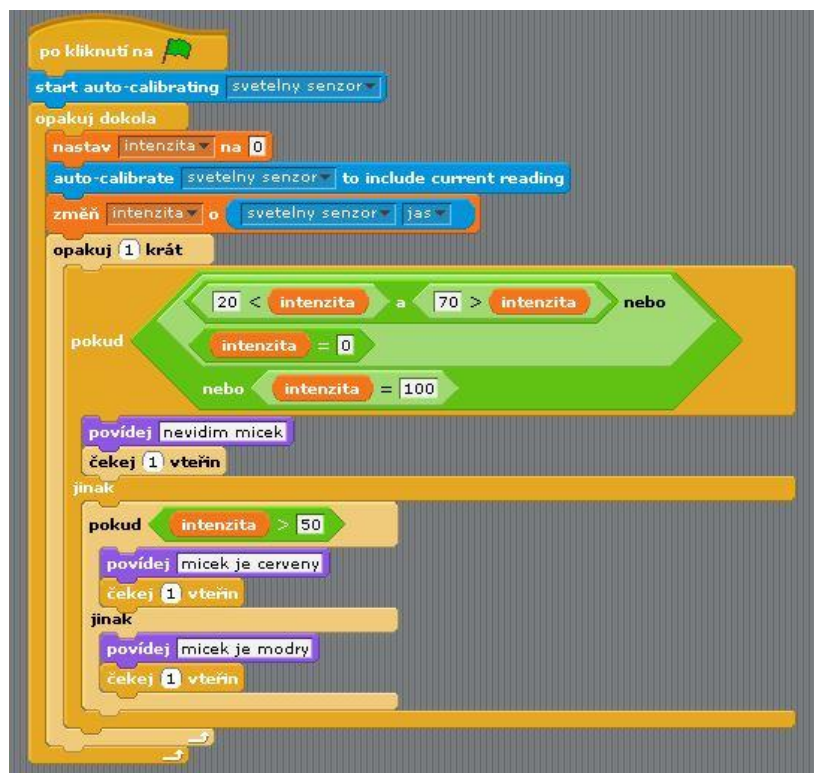 po kliknutí na
start auto-calibrating svetelny senzor
opakuj dokola
nastav intenzita na 0
auto-calibrate svetelny senzor to include current reading
změň intenzita o svetelny senzor jas
opakuj 1 krát
20 < intenzita a 70 > intenzita nebo
pokud intenzita = 0
nebo intenzita = 100
povídej nevidim micek
čekej 1 vteřin
jinak
pokud intenzita > 50
povídej micek je cerveny
čekej 1 vteřin
jinak
povídej micek je modry
čekej 1 vteřin